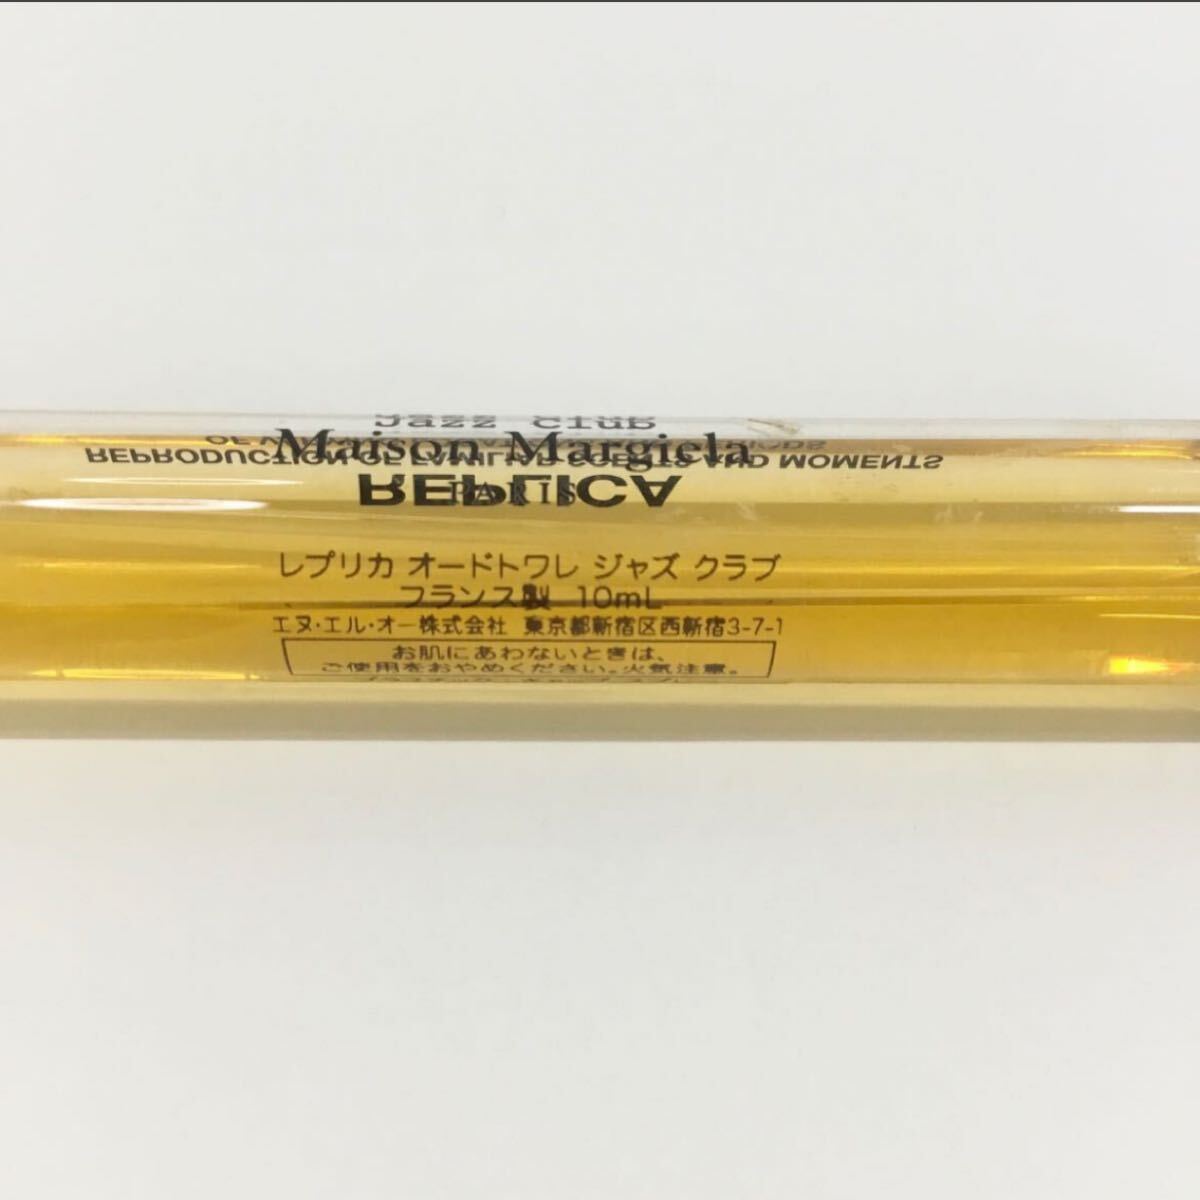 Jazz Club
REPRODUCTION OF FAMILIAR SCENTS AND MOMENTS
REPLICA
Maison Margiela
PARIS
レプリカ オードトワレ ジャズ クラブ
フランス製 10mL
エヌ・エル・オー株式会社 東京都新宿区西新宿3-7-1
お肌にあわないときは、
ご使用をおやめください。火気注意。